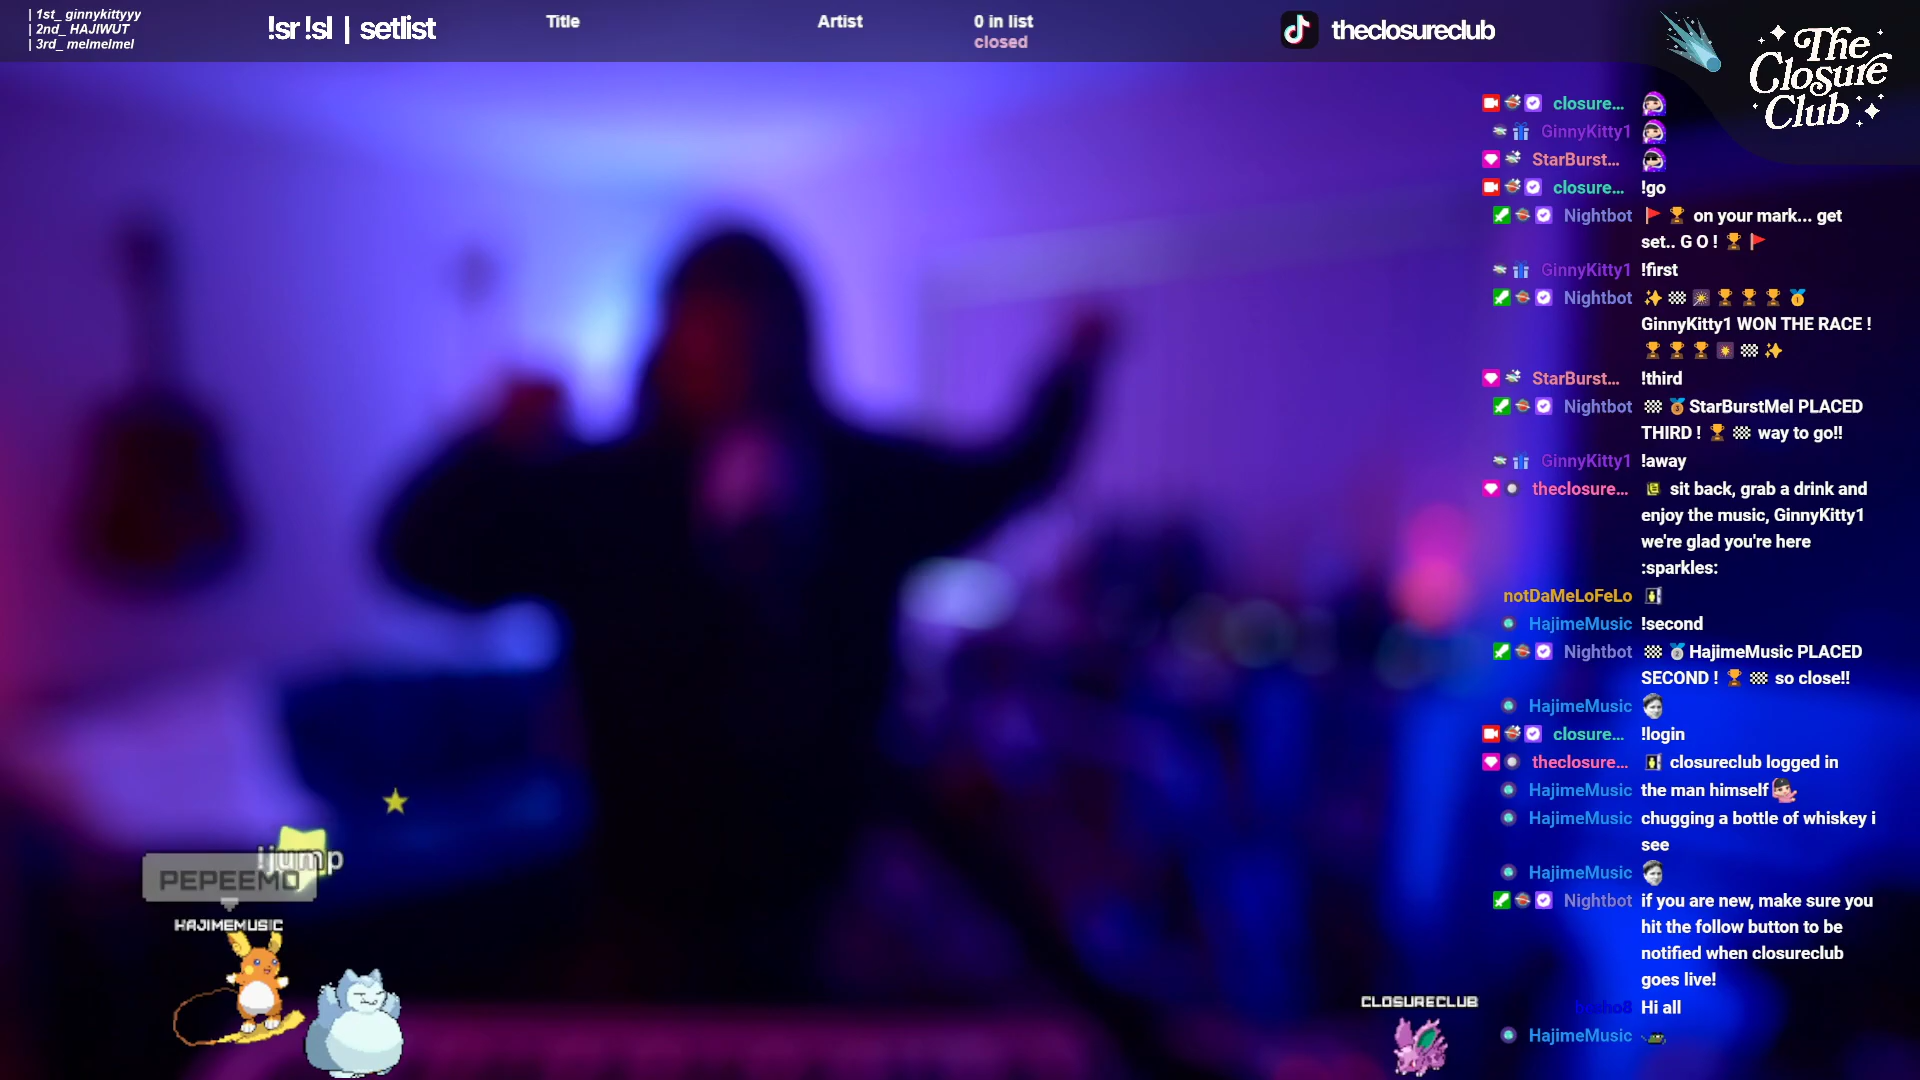 | 1st_ ginnykittyyy
| 2nd_ HAJIWUT
| 3rd_ melmelmel
!sr !sl | setlist
Title
Artist
0 in list
closed
theclosureclub
The
Closure
Club
closure...
GinnyKitty1
StarBurst...
closure... !go
Nightbot on your mark... get
set.. G O !
GinnyKitty1 !first
Nightbot
GinnyKitty1 WON THE RACE !
StarBurst... !third
Nightbot StarBurstMel PLACED
THIRD ! way to go!!
GinnyKitty1 !away
theclosure... sit back, grab a drink and
enjoy the music, GinnyKitty1
we're glad you're here
:sparkles:
notDaMeLoFeLo
HajimeMusic !second
Nightbot HajimeMusic PLACED
SECOND ! so close!!
HajimeMusic
closure... !login
theclosure... closureclub logged in
HajimeMusic the man himself
HajimeMusic chugging a bottle of whiskey i
see
HajimeMusic
Nightbot if you are new, make sure you
hit the follow button to be
notified when closureclub
goes live!
Hi all
HajimeMusic
!jump
PEPEEMO
HAJIMEMUSIC
CLOSURECLUB